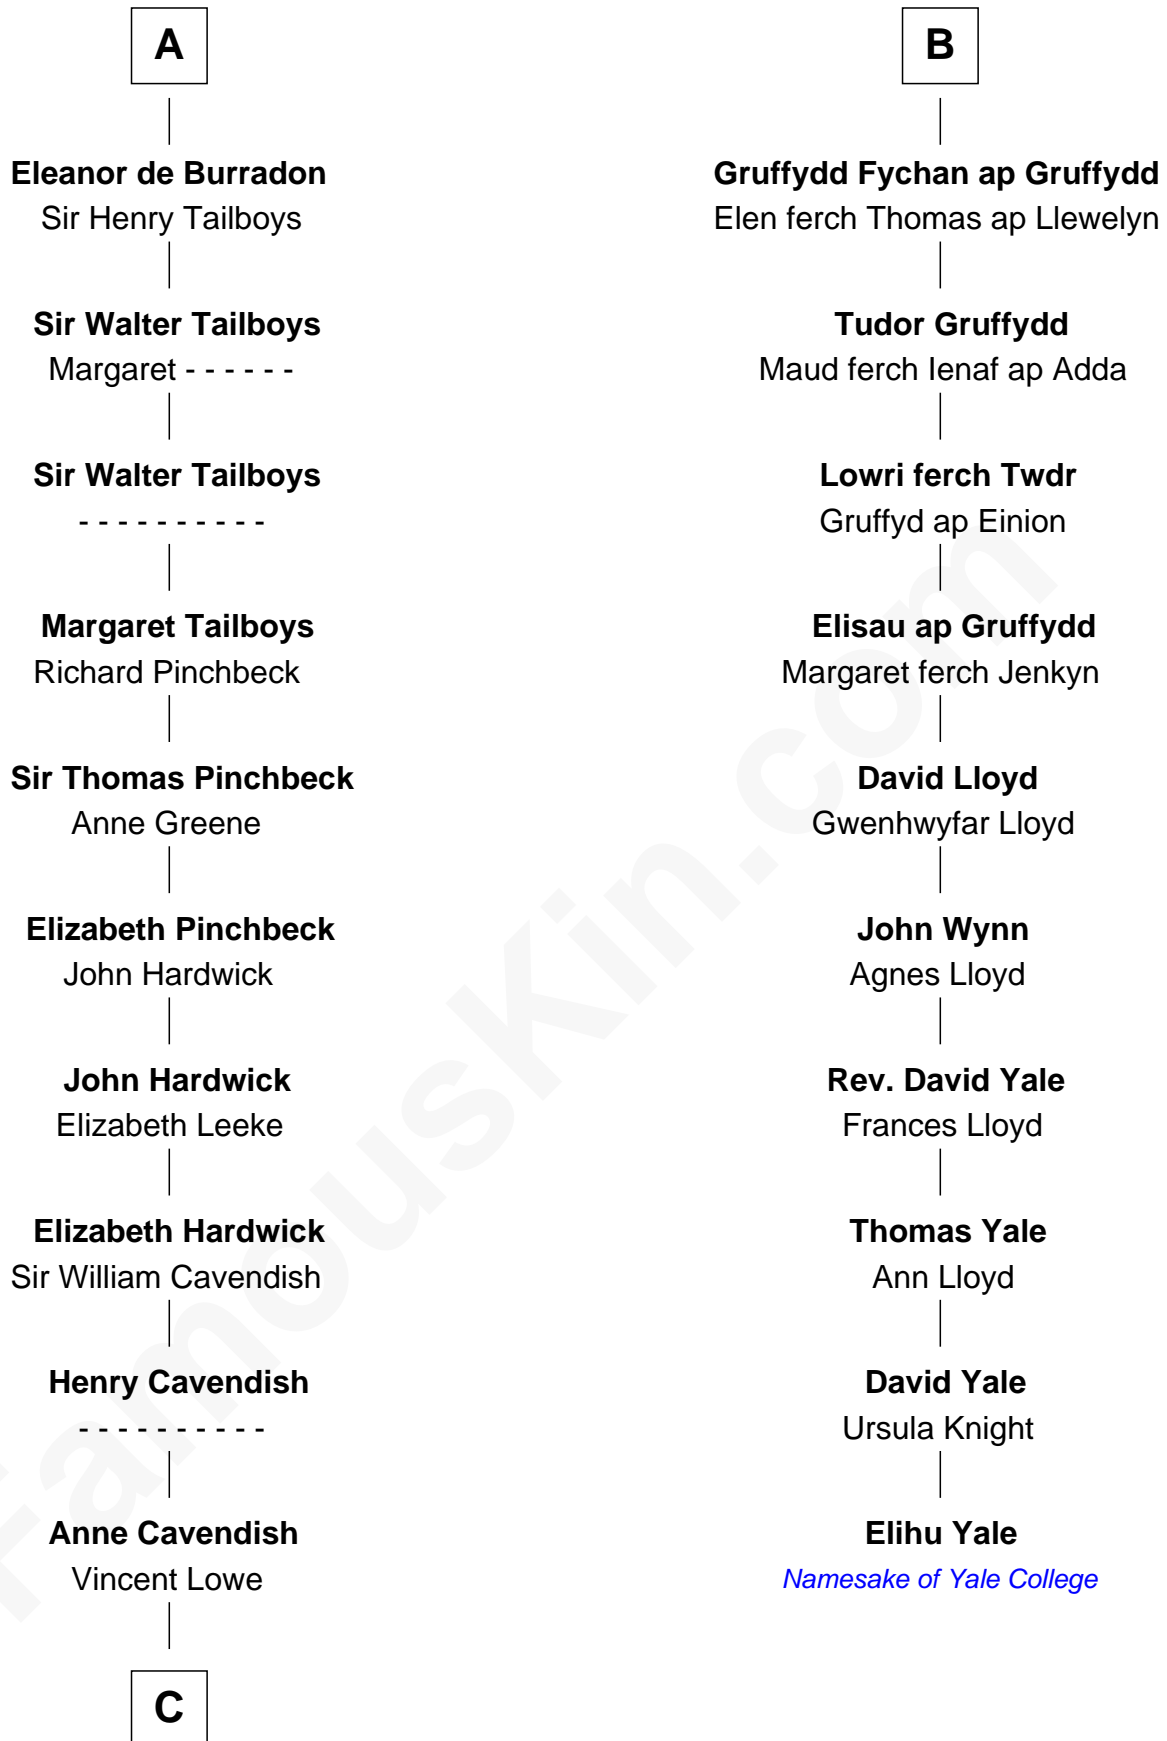 A
Eleanor de Burradon
Sir Henry Tailboys
Sir Walter Tailboys
Margaret - - - - - -
Sir Walter Tailboys
- - - - - - - - - -
Margaret Tailboys
Richard Pinchbeck
Sir Thomas Pinchbeck
Anne Greene
Elizabeth Pinchbeck
John Hardwick
John Hardwick
Elizabeth Leeke
Elizabeth Hardwick
Sir William Cavendish
Henry Cavendish
- - - - - - - - - -
Anne Cavendish
Vincent Lowe
C
B
Gruffydd Fychan ap Gruffydd
Elen ferch Thomas ap Llewelyn
Tudor Gruffydd
Maud ferch Ienaf ap Adda
Lowri ferch Twdr
Gruffyd ap Einion
Elisau ap Gruffydd
Margaret ferch Jenkyn
David Lloyd
Gwenhwyfar Lloyd
John Wynn
Agnes Lloyd
Rev. David Yale
Frances Lloyd
Thomas Yale
Ann Lloyd
David Yale
Ursula Knight
Elihu Yale
Namesake of Yale College
FamousKin.com